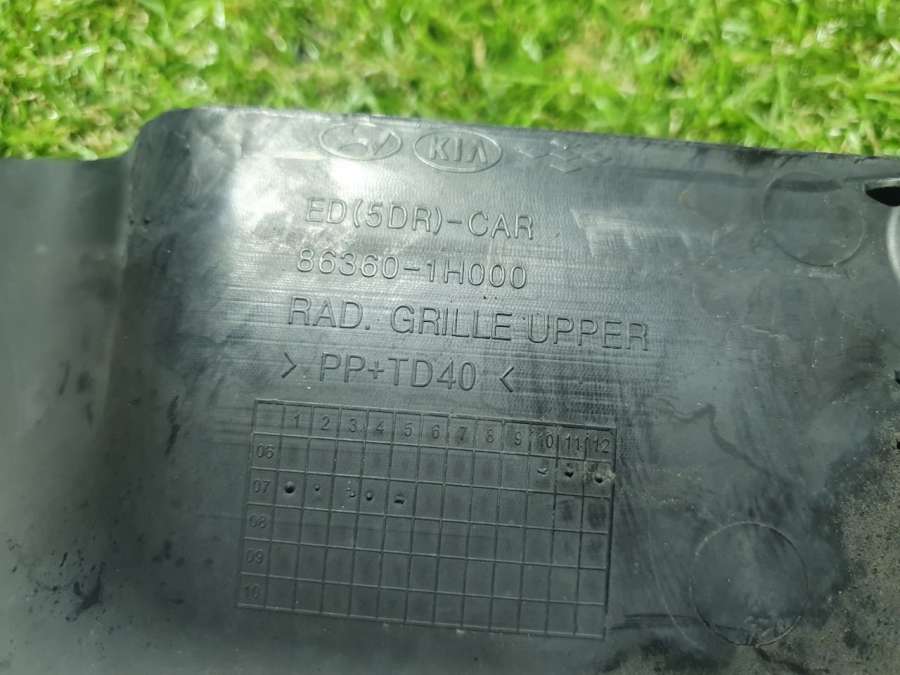 KIA
ED(5DR)-CAR
86360-1H000
RAD. GRILLE UPPER
> PP+TD40 <
1 2 3 4 5 6 7 8 9 10 11 12
06
07
08
09
10